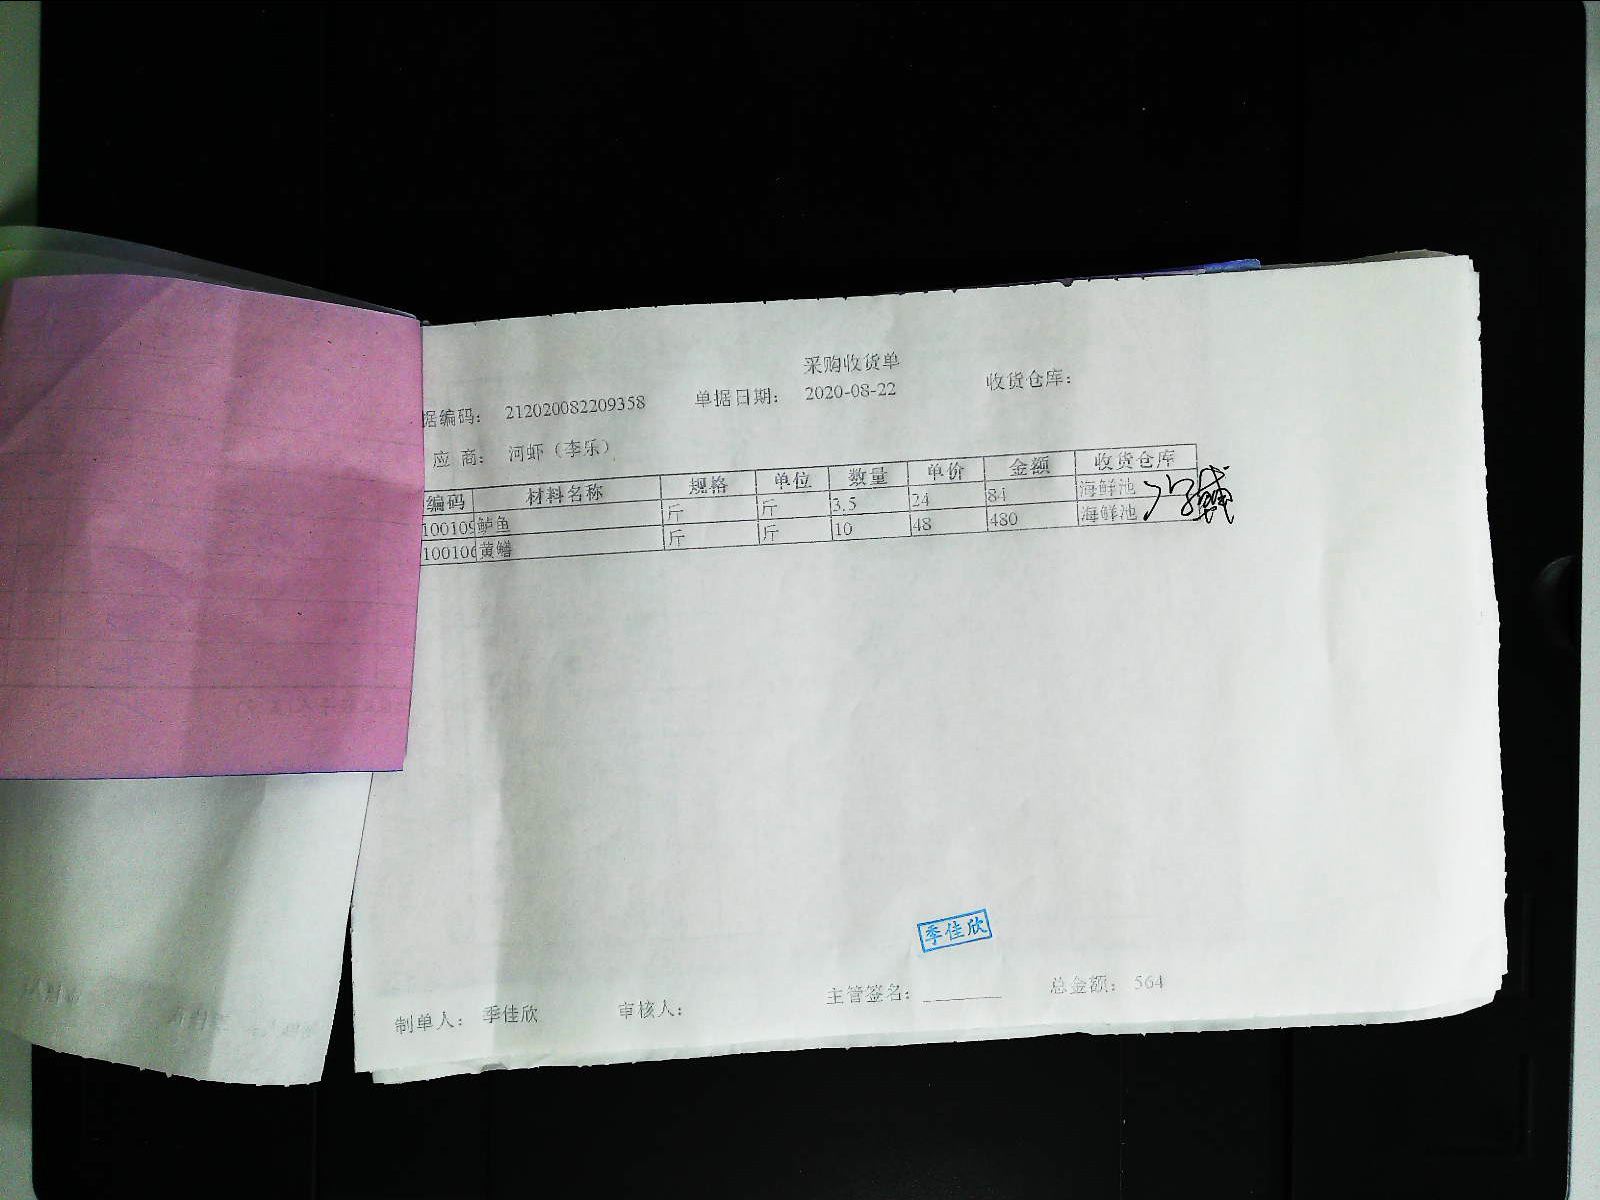 采购收货单
据编码： 212020082209358 单据日期： 2020-08-22 收货仓库：
应 商： 河虾（李乐）
编码 材料名称 规格 单位 数量 单价 金额 收货仓库
100109 鲈鱼 斤 斤 3.5 24 84 海鲜池
100106 黄鳝 斤 斤 10 48 480 海鲜池
季佳欣
制单人： 季佳欣 审核人： 主管签名： 总金额： 564